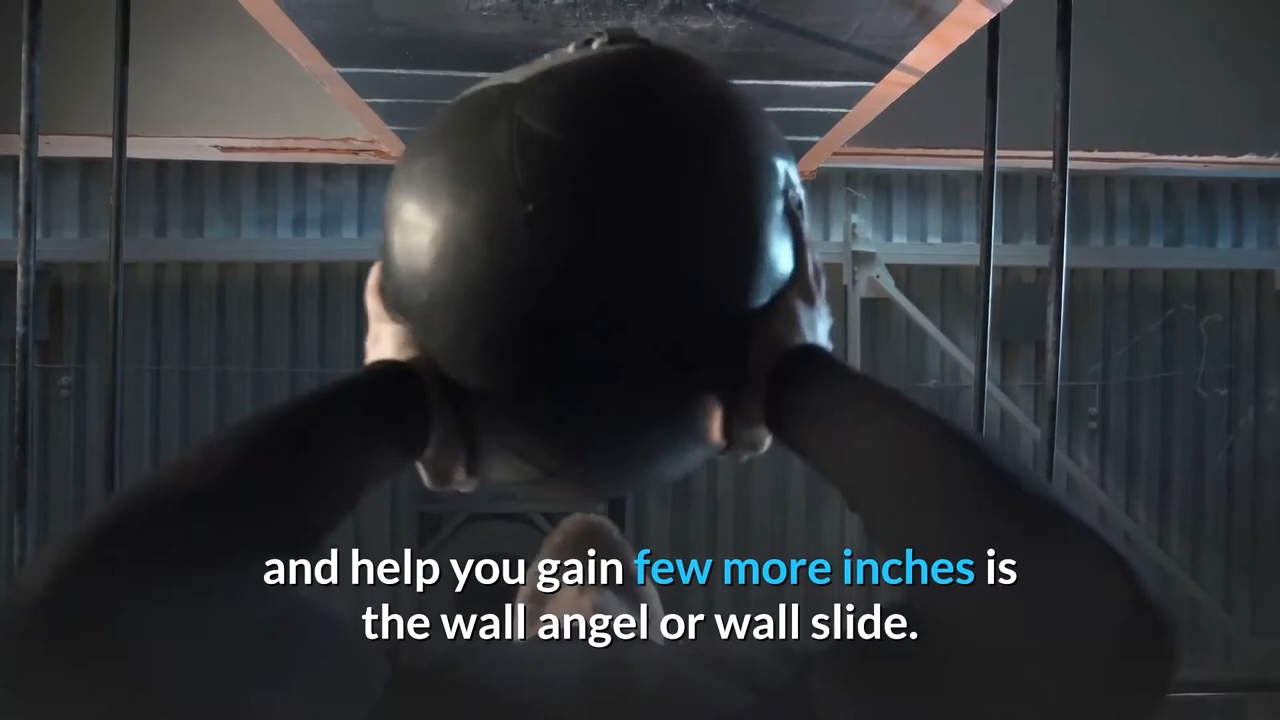 and help you gain few more inches is
the wall angel or wall slide.